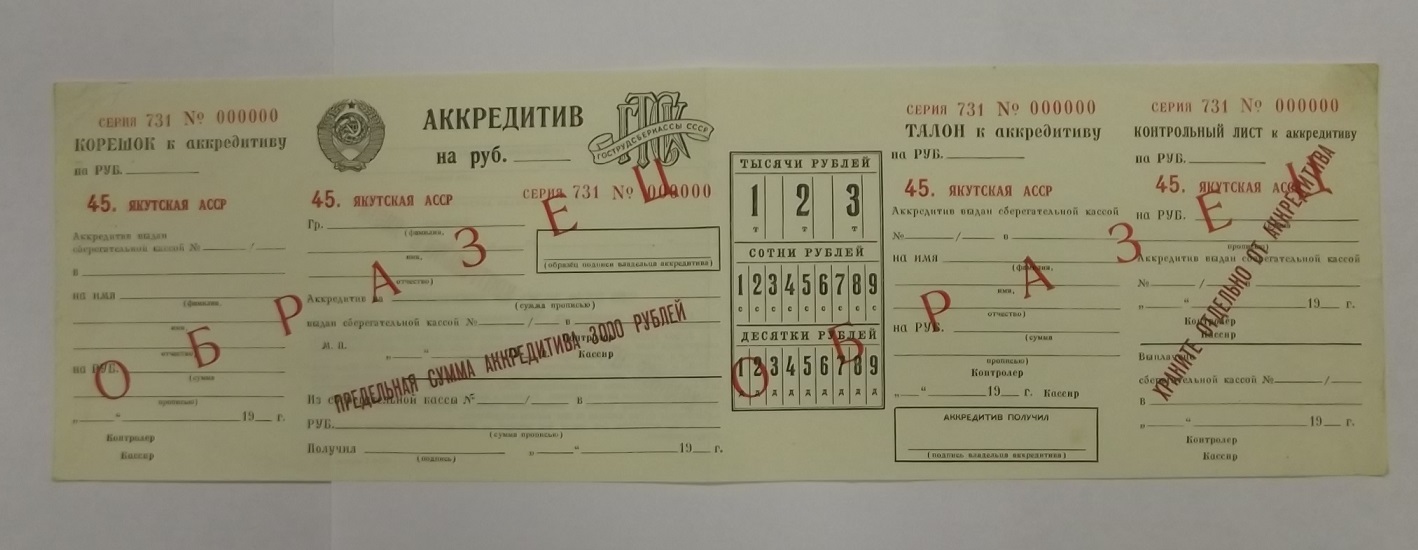 СЕРИЯ 731 № 000000
КОРЕШОК к аккредитиву
на РУБ.
45. ЯКУТСКАЯ АССР
Аккредитив выдан
сберегательной кассой № /
в
на имя
(фамилия,
имя,
отчество)
на РУБ.
(сумма
прописью)
„ “ 19 г.
Контролер
Кассир
АККРЕДИТИВ
на руб.
ГОСТРУДСБЕРКАССЫ СССР
45. ЯКУТСКАЯ АССР
СЕРИЯ 731 № 000000
Гр.
(фамилия,
имя,
отчество)
(образец подписи владельца аккредитива)
Аккредитив на
(сумма прописью)
выдан сберегательной кассой № / в
М. П.
„ “
Контролер
Кассир
ПРЕДЕЛЬНАЯ СУММА АККРЕДИТИВА 3000 РУБЛЕЙ
Из сберегательной кассы № / в
РУБ.
(сумма прописью)
Получил „ “ 19 г.
(подпись)
ОБРАЗЕЦ
ТЫСЯЧИ РУБЛЕЙ
1 2 3
т т т
СОТНИ РУБЛЕЙ
1 2 3 4 5 6 7 8 9
с с с с с с с с с
ДЕСЯТКИ РУБЛЕЙ
1 2 3 4 5 6 7 8 9
д д д д д д д д д
СЕРИЯ 731 № 000000
ТАЛОН к аккредитиву
на РУБ.
45. ЯКУТСКАЯ АССР
Аккредитив выдан сберегательной кассой
№ / в
на имя
(фамилия,
имя,
отчество)
на РУБ.
(сумма
прописью)
Контролер
„ “ 19 г. Кассир
АККРЕДИТИВ ПОЛУЧИЛ
(подпись владельца аккредитива)
СЕРИЯ 731 № 000000
КОНТРОЛЬНЫЙ ЛИСТ к аккредитиву
на РУБ.
45. ЯКУТСКАЯ АССР
на РУБ.
прописью)
Аккредитив выдан сберегательной кассой
№ / в
„ “ 19 г.
Контролер
Кассир
Выплачен
сберегательной кассой № /
в
„ “ 19 г.
Контролер
Кассир
ХРАНИТЕ ОТДЕЛЬНО ОТ АККРЕДИТИВА
ОБРАЗЕЦ